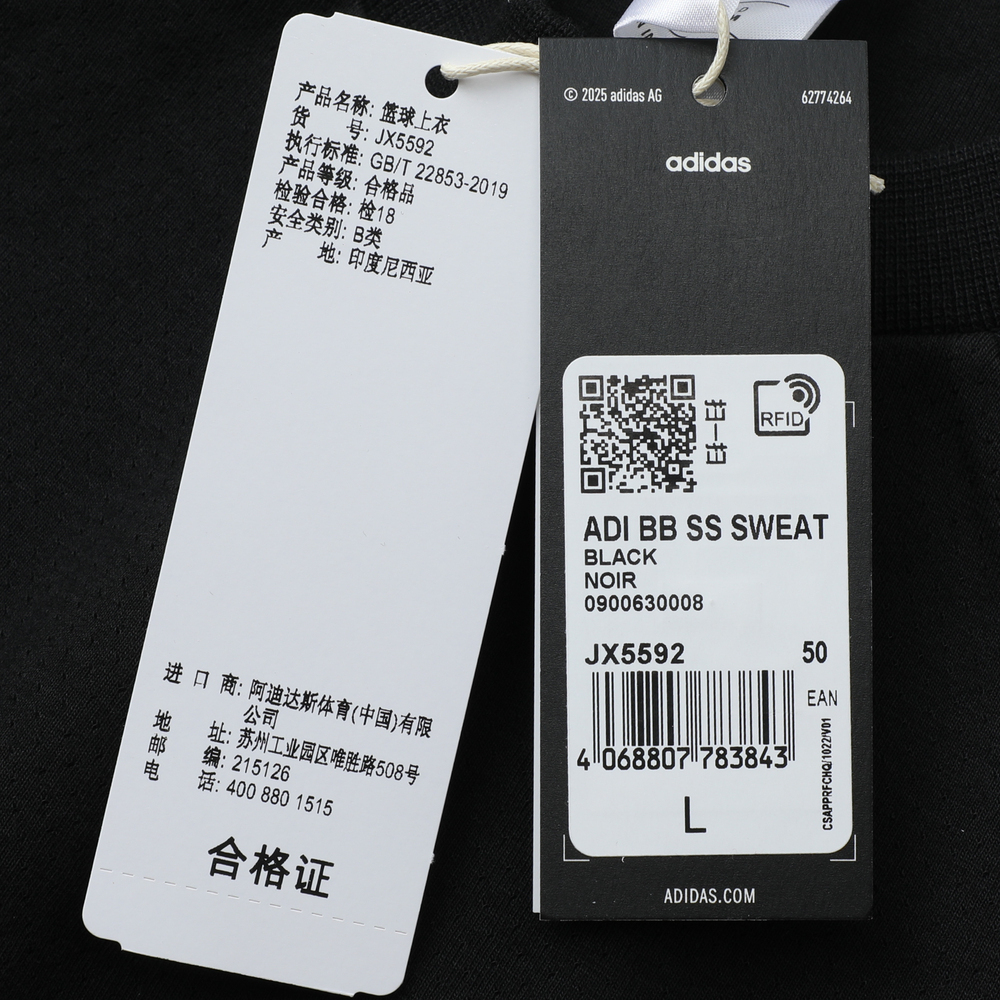 产品名称: 篮球上衣
货 号: JX5592
执行标准: GB/T 22853-2019
产品等级: 合格品
检验合格: 检18
安全类别: B类
产 地: 印度尼西亚
进 口 商: 阿迪达斯体育(中国)有限
公司
地 址: 苏州工业园区唯胜路508号
邮 编: 215126
电 话: 400 880 1515
合格证
© 2025 adidas AG
62774264
adidas
扫一扫
RFID
ADI BB SS SWEAT
BLACK
NOIR
0900630008
JX5592 50
EAN
4 068807 783843
CSAPPRFCHQ/1022/V01
L
ADIDAS.COM